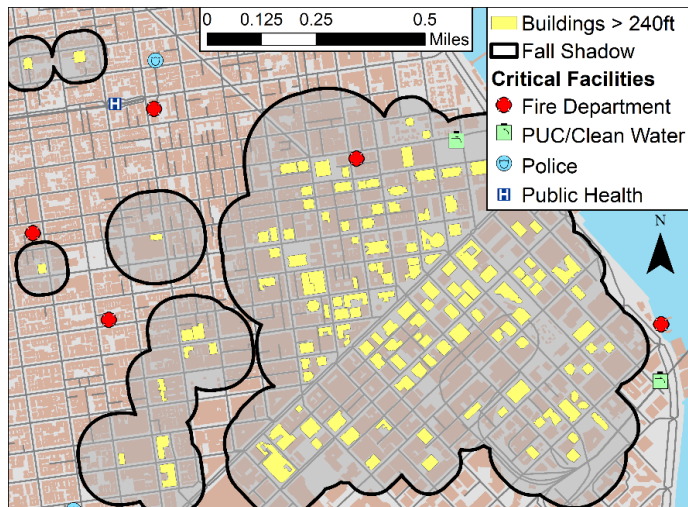 0 0.125 0.25 0.5
Miles
Buildings > 240ft
Fall Shadow
Critical Facilities
Fire Department
PUC/Clean Water
Police
H Public Health
H
N